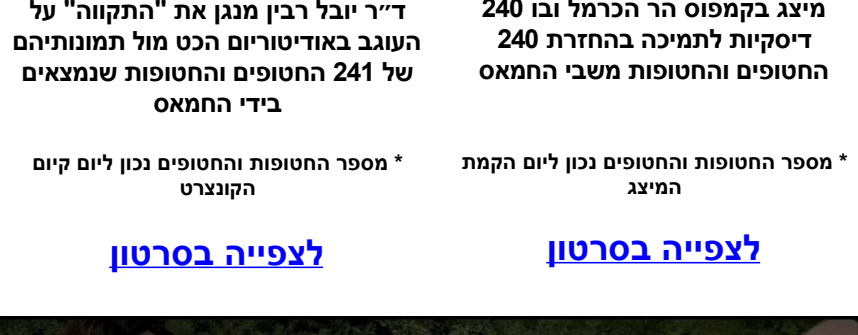 מיצג בקמפוס הר הכרמל ובו 240
דיסקיות לתמיכה בהחזרת 240
החטופים והחטופות משבי החמאס
* מספר החטופות והחטופים נכון ליום הקמת
המיצג
לצפייה בסרטון
ד״ר יובל רבין מנגן את "התקווה" על
העוגב באודיטוריום הכט מול תמונותיהם
של 241 החטופים והחטופות שנמצאים
בידי החמאס
* מספר החטופות והחטופים נכון ליום קיום
הקונצרט
לצפייה בסרטון